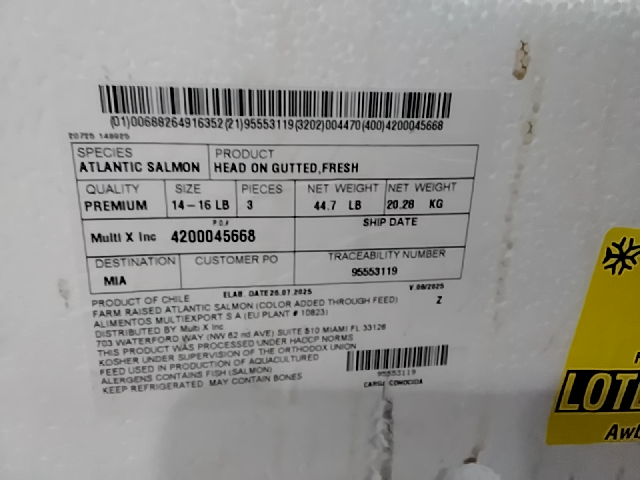 (01)00688264916352(21)95553119(3202)004470(400)4200045668
20725 148925
SPECIES
ATLANTIC SALMON
PRODUCT
HEAD ON GUTTED,FRESH
QUALITY
PREMIUM
SIZE
14-16 LB
PIECES
3
NET WEIGHT
44.7 LB
NET WEIGHT
20.28 KG
Multi X Inc
P.O#
4200045668
SHIP DATE
DESTINATION
MIA
CUSTOMER PO
TRACEABILITY NUMBER
95553119
ELAB. DATE 26.07.2025
V.08/2025
PRODUCT OF CHILE
Z
FARM RAISED ATLANTIC SALMON (COLOR ADDED THROUGH FEED)
ALIMENTOS MULTIEXPORT S A (EU PLANT # 10823)
DISTRIBUTED BY Multi X Inc
703 WATERFORD WAY (NW 62 nd AVE) SUITE 810 MIAMI FL 33126
THIS PRODUCT WAS PROCESSED UNDER HACCP NORMS
KOSHER UNDER SUPERVISION OF THE ORTHODOX UNION
FEED USED IN PRODUCTION OF AQUACULTURED
ALERGENS CONTAINS FISH (SALMON)
KEEP REFRIGERATED MAY CONTAIN BONES
95553119
CARGA CONOCIDA
LOTE